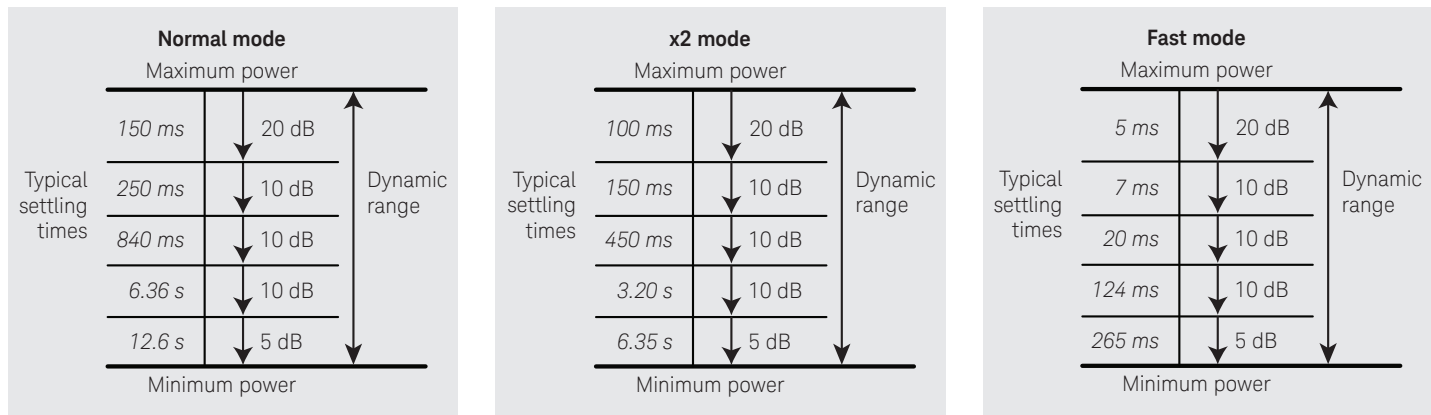 Normal mode
Maximum power
150 ms 20 dB
250 ms 10 dB
840 ms 10 dB
6.36 s 10 dB
12.6 s 5 dB
Typical
settling
times
Dynamic
range
Minimum power
x2 mode
Maximum power
100 ms 20 dB
150 ms 10 dB
450 ms 10 dB
3.20 s 10 dB
6.35 s 5 dB
Typical
settling
times
Dynamic
range
Minimum power
Fast mode
Maximum power
5 ms 20 dB
7 ms 10 dB
20 ms 10 dB
124 ms 10 dB
265 ms 5 dB
Typical
settling
times
Dynamic
range
Minimum power